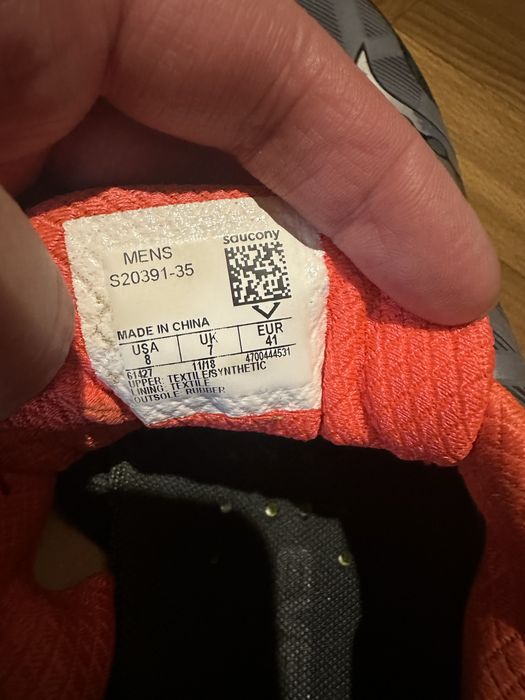 saucony
MENS
S20391-35
MADE IN CHINA
USA UK EUR
8 7 41
61427 11/18 4700444531
UPPER: TEXTILE/SYNTHETIC
LINING: TEXTILE
OUTSOLE: RUBBER